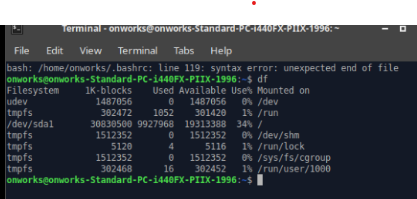 Terminal - onworks@onworks-Standard-PC-i440FX-PIIX-1996: ~
File Edit View Terminal Tabs Help
bash: /home/onworks/.bashrc: line 119: syntax error: unexpected end of file
onworks@onworks-Standard-PC-i440FX-PIIX-1996:~$ df
Filesystem 1K-blocks Used Available Use% Mounted on
udev 1487056 0 1487056 0% /dev
tmpfs 302472 1052 301420 1% /run
/dev/sda1 30830500 9927968 19313388 34% /
tmpfs 1512352 0 1512352 0% /dev/shm
tmpfs 5120 4 5116 1% /run/lock
tmpfs 1512352 0 1512352 0% /sys/fs/cgroup
tmpfs 302468 16 302452 1% /run/user/1000
onworks@onworks-Standard-PC-i440FX-PIIX-1996:~$